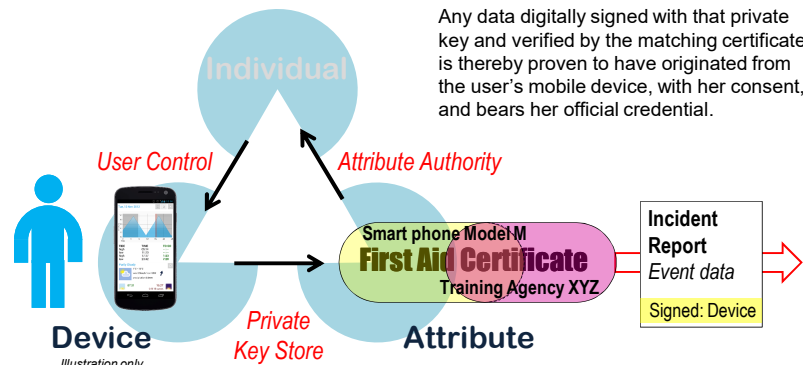 Any data digitally signed with that private
key and verified by the matching certificate
is thereby proven to have originated from
the user's mobile device, with her consent,
and bears her official credential.
Individual
User Control
Attribute Authority
Smart phone Model M
First Aid Certificate
Training Agency XYZ
Incident
Report
Event data
Signed: Device
Device
Private
Key Store
Attribute
Illustration only